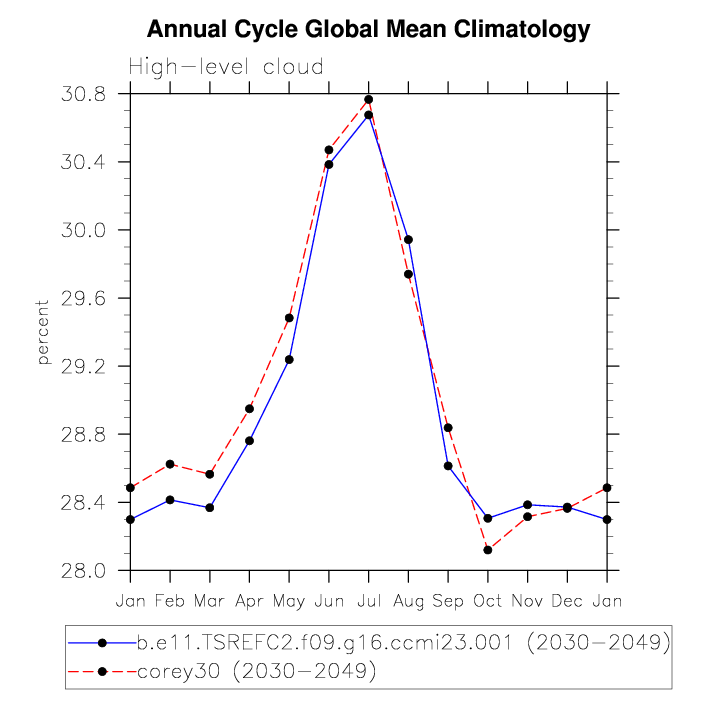 Annual Cycle Global Mean Climatology
High-level cloud
30.8
30.4
30.0
29.6
29.2
28.8
28.4
28.0
percent
Jan Feb Mar Apr May Jun Jul Aug Sep Oct Nov Dec Jan
b.e11.TSREFC2.f09.g16.ccmi23.001 (2030-2049)
corey30 (2030-2049)